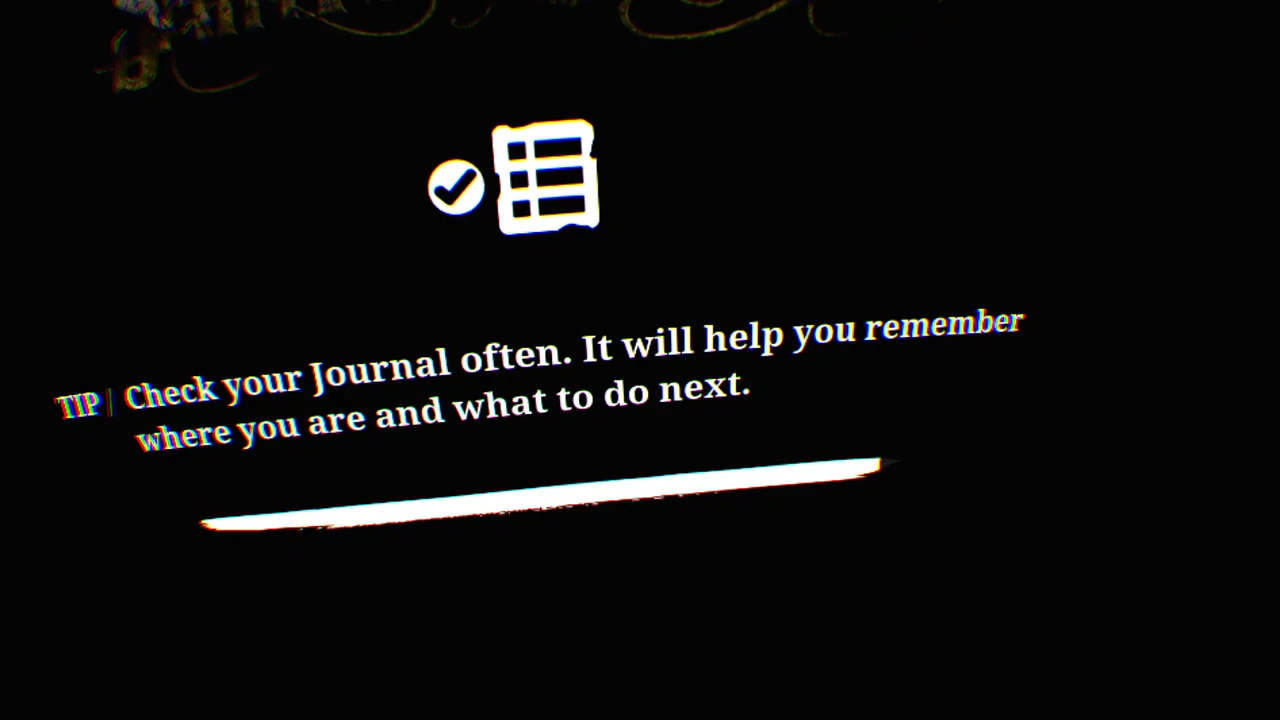 TIP | Check your Journal often. It will help you remember
where you are and what to do next.